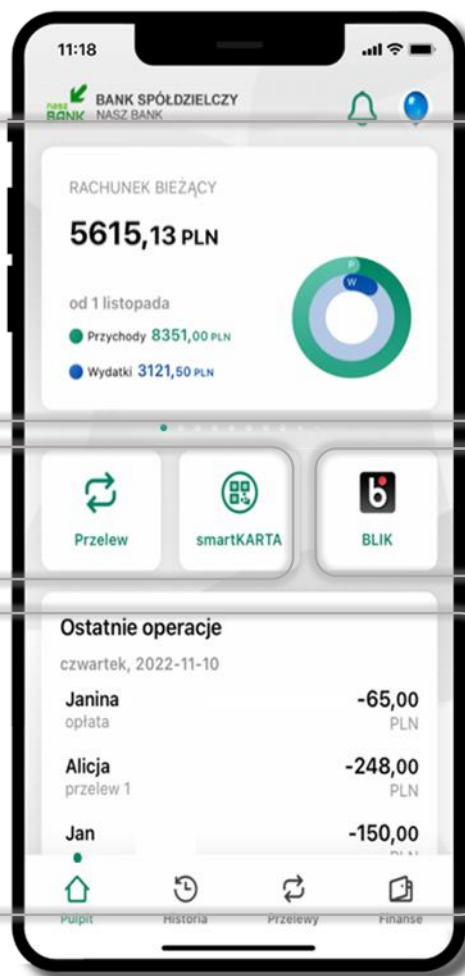 11:18
nasz BANK
BANK SPÓŁDZIELCZY
NASZ BANK
RACHUNEK BIEŻĄCY
5615,13 PLN
od 1 listopada
Przychody 8351,00 PLN
Wydatki 3121,50 PLN
P
W
Przelew
smartKARTA
BLIK
Ostatnie operacje
czwartek, 2022-11-10
Janina -65,00
opłata PLN
Alicja -248,00
przelew 1 PLN
Jan -150,00
PLN
Pulpit Historia Przelewy Finanse